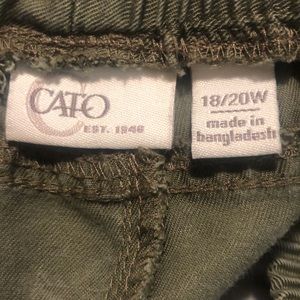 CATO
EST. 1946
18/20W
made in
bangladesh